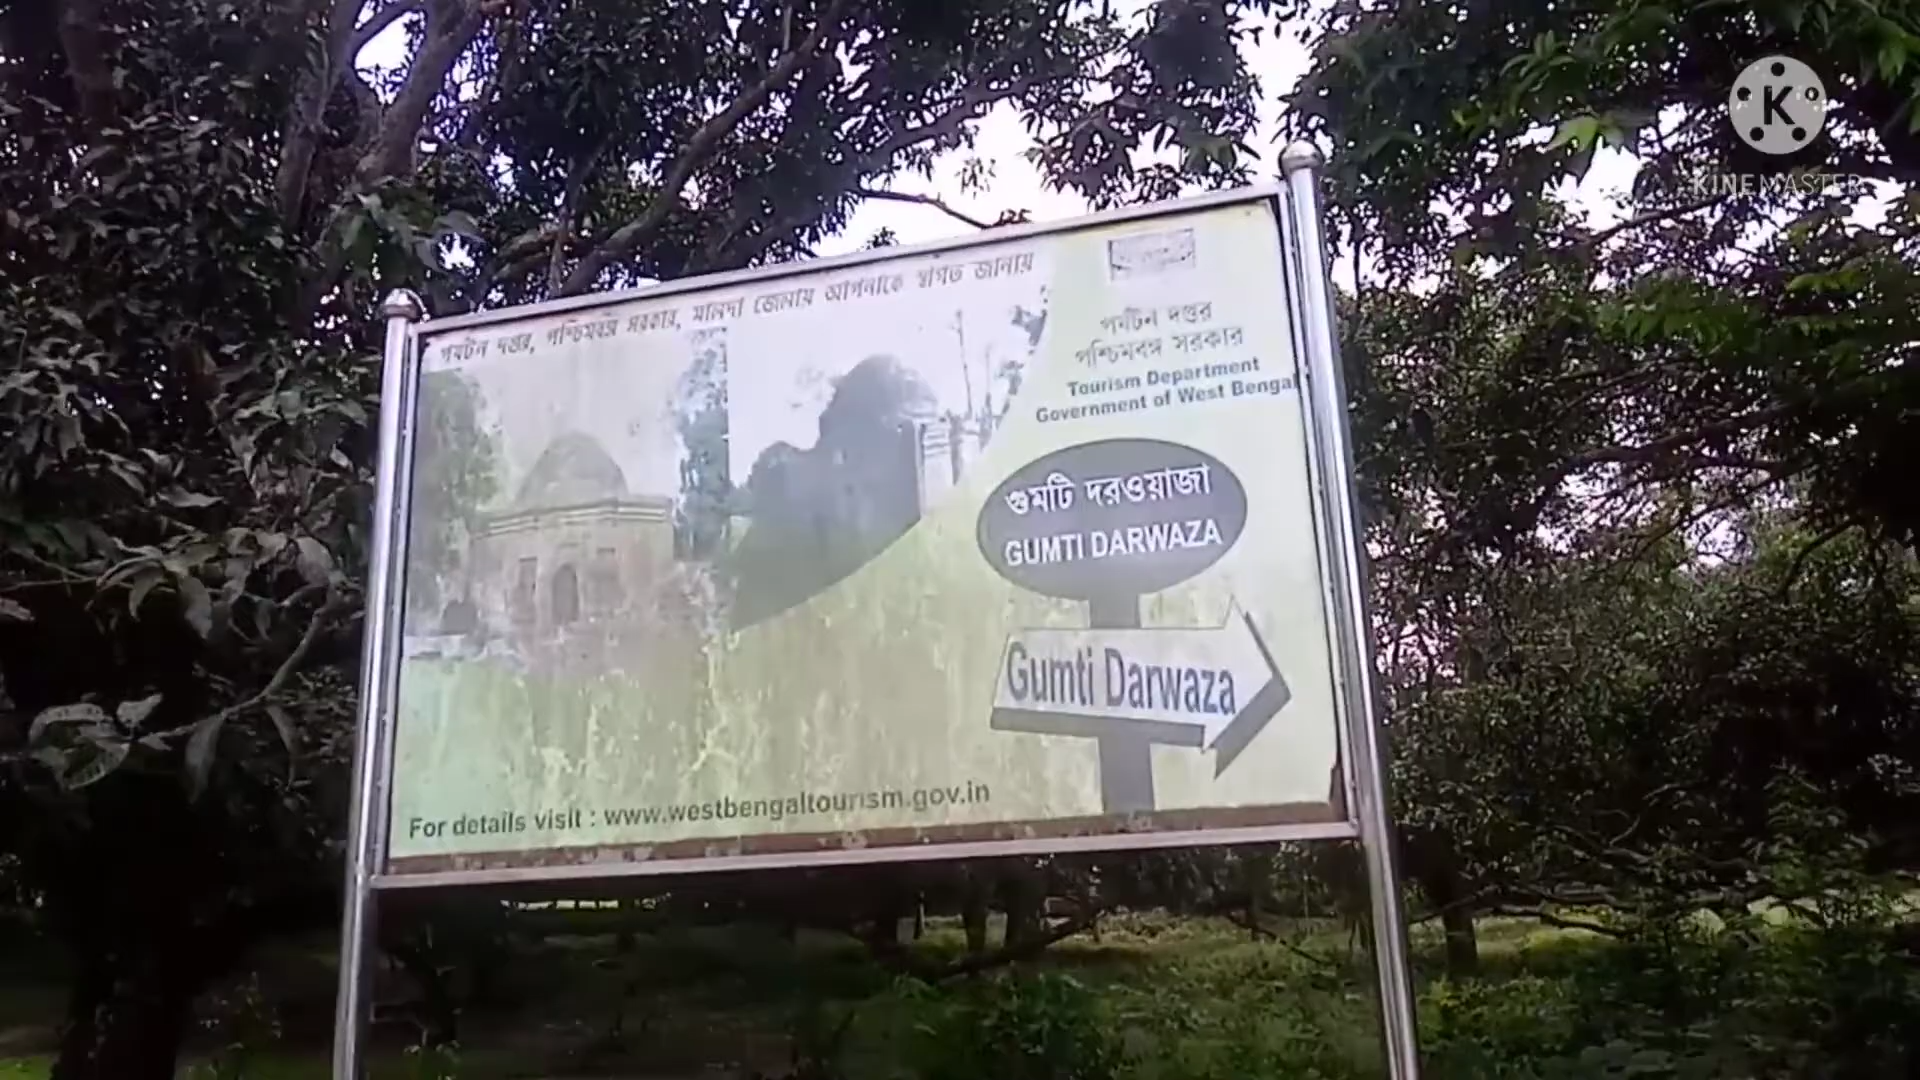 পর্যটন দপ্তর, পশ্চিমবঙ্গ সরকার, মালদা জেলায় আপনাকে স্বাগত জানায়
পর্যটন দপ্তর
পশ্চিমবঙ্গ সরকার
Tourism Department
Government of West Bengal
গুমটি দরওয়াজা
GUMTI DARWAZA
Gumti Darwaza
For details visit : www.westbengaltourism.gov.in
K
KINEMASTER